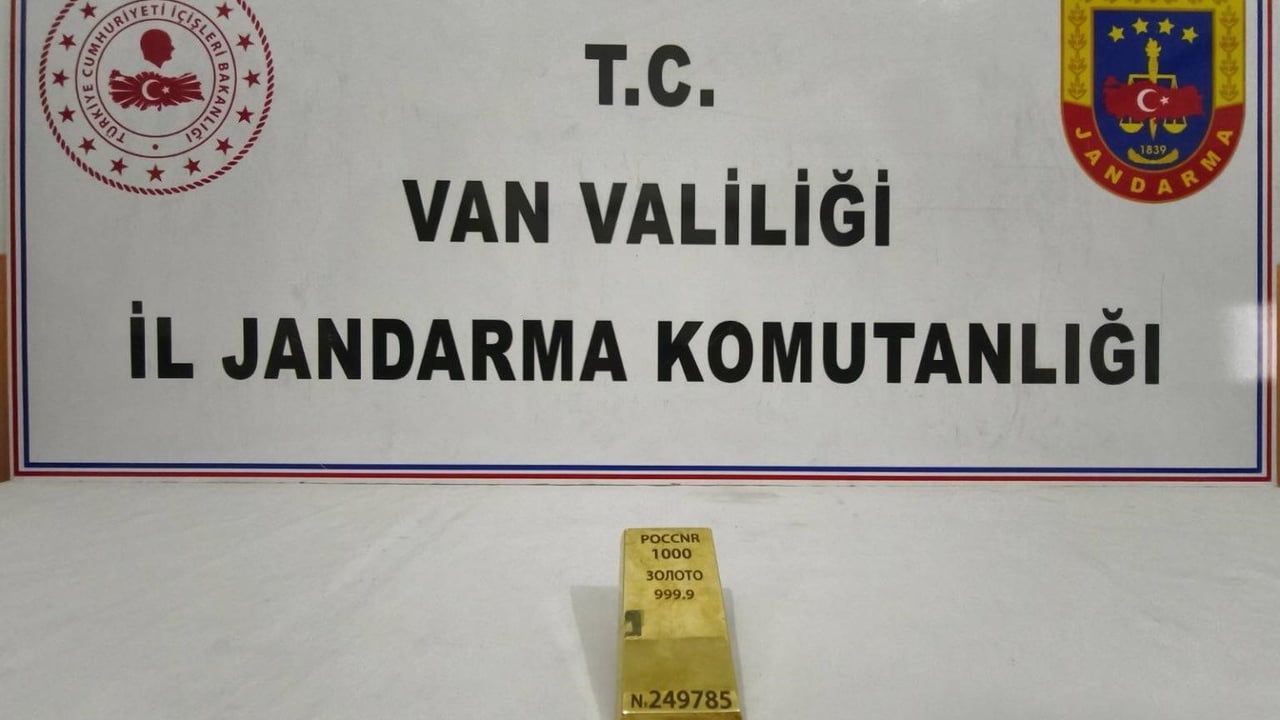 TÜRKİYE CUMHURİYETİ İÇİŞLERİ BAKANLIĞI
T.C.
VAN VALİLİĞİ
İL JANDARMA KOMUTANLIĞI
1839
JANDARMA
POCCNR
1000
ЗОЛОТО
999.9
N.249785